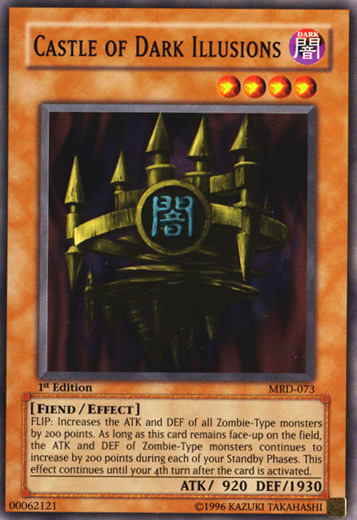 CASTLE OF DARK ILLUSIONS
DARK
闇
闇
1st Edition
MRD-073
[FIEND/EFFECT]
FLIP: Increases the ATK and DEF of all Zombie-Type monsters
by 200 points. As long as this card remains face-up on the field,
the ATK and DEF of Zombie-Type monsters continues to
increase by 200 points during each of your Standby Phases. This
effect continues until your 4th turn after the card is activated.
ATK/ 920 DEF/1930
00062121
©1996 KAZUKI TAKAHASHI